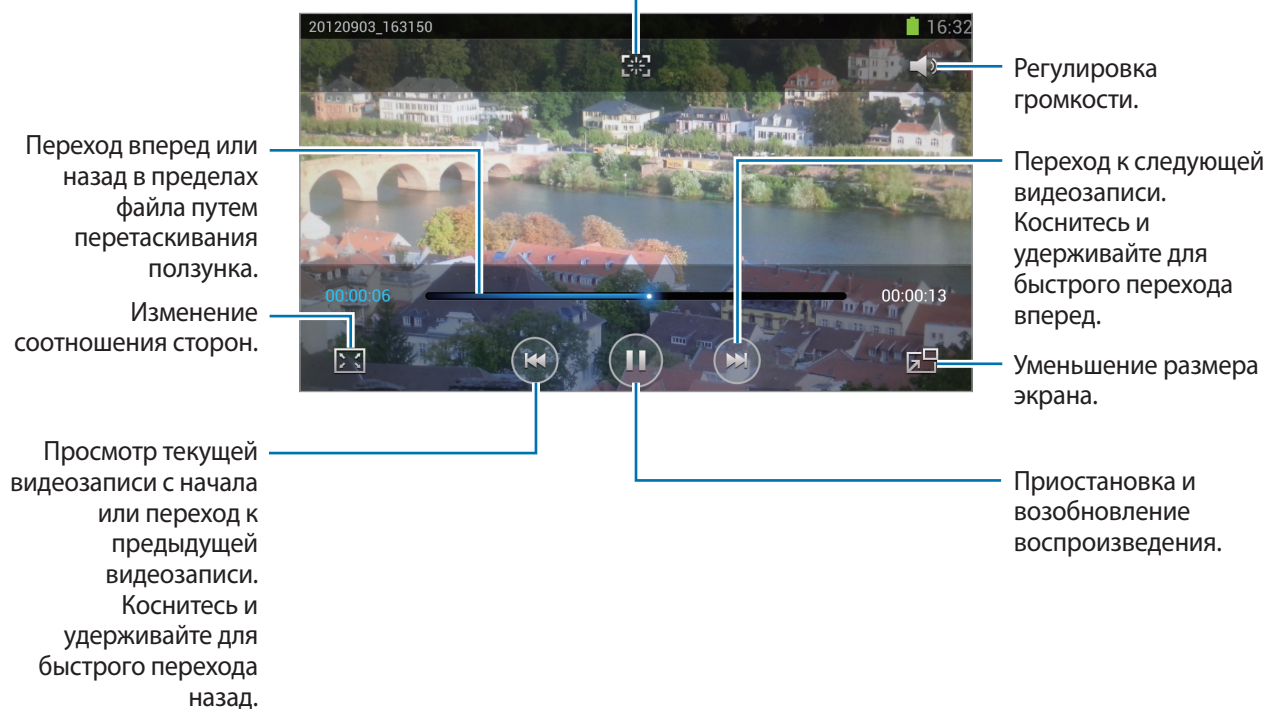 20120903_163150
16:32
Регулировка
громкости.
Переход вперед или
назад в пределах
файла путем
перетаскивания
ползунка.
Переход к следующей
видеозаписи.
Коснитесь и
удерживайте для
быстрого перехода
вперед.
00:00:06
00:00:13
Изменение
соотношения сторон.
Уменьшение размера
экрана.
Просмотр текущей
видеозаписи с начала
или переход к
предыдущей
видеозаписи.
Коснитесь и
удерживайте для
быстрого перехода
назад.
Приостановка и
возобновление
воспроизведения.